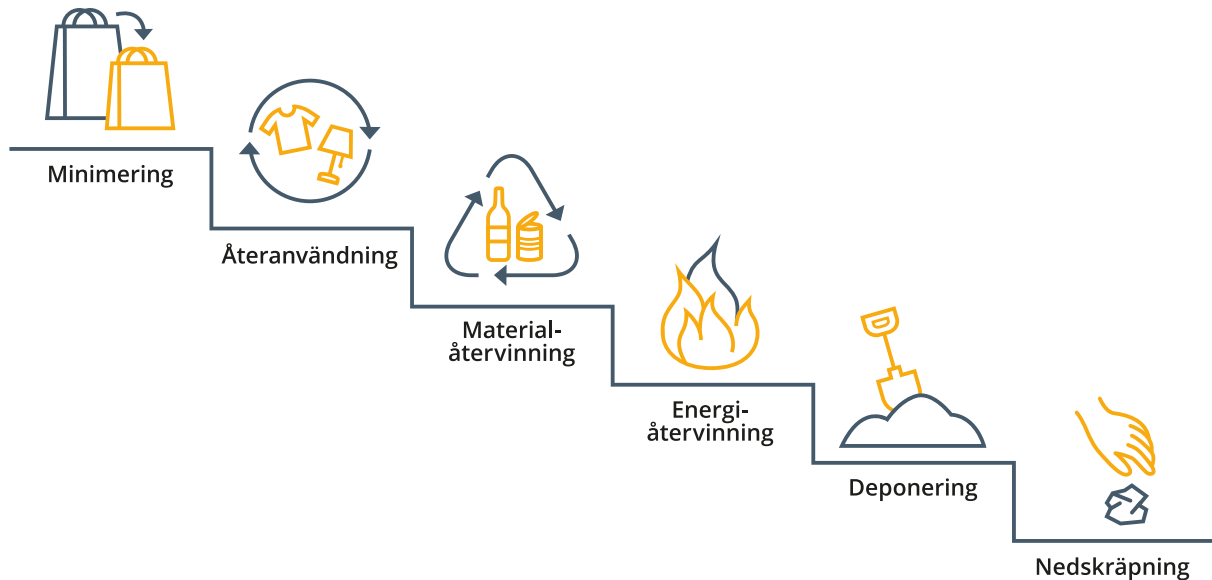 Minimering
Återanvändning
Material-
återvinning
Energi-
återvinning
Deponering
Nedskräpning